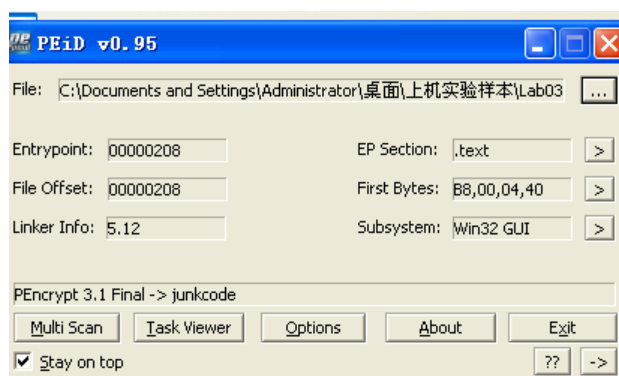 PEiD v0.95
File: C:\Documents and Settings\Administrator\桌面\上机实验样本\Lab03 ...
Entrypoint: 00000208 EP Section: .text >
File Offset: 00000208 First Bytes: B8,00,04,40 >
Linker Info: 5.12 Subsystem: Win32 GUI >
PEncrypt 3.1 Final -> junkcode
Multi Scan Task Viewer Options About Exit
Stay on top ?? ->